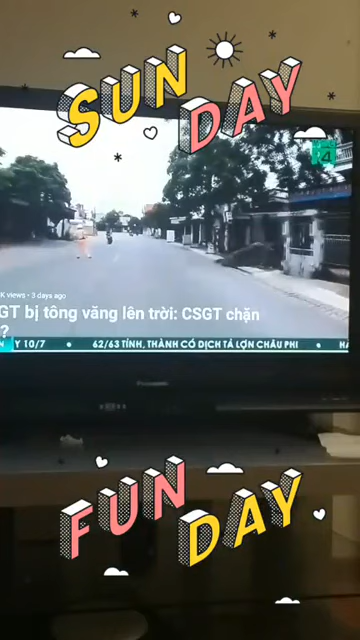 SUN
DAY
14
K views • 3 days ago
GT bị tông văng lên trời: CSGT chặn
?
Y 10/7 • 62/63 TỈNH, THÀNH CÓ DỊCH TẢ LỢN CHÂU PHI •
FUN
DAY